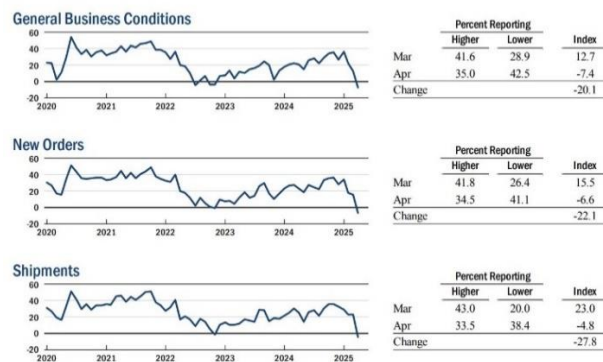 General Business Conditions
60
40
20
0
-20
2020 2021 2022 2023 2024 2025
Percent Reporting
Higher Lower Index
Mar 41.6 28.9 12.7
Apr 35.0 42.5 -7.4
Change -20.1
New Orders
60
40
20
0
-20
2020 2021 2022 2023 2024 2025
Percent Reporting
Higher Lower Index
Mar 41.8 26.4 15.5
Apr 34.5 41.1 -6.6
Change -22.1
Shipments
60
40
20
0
-20
2020 2021 2022 2023 2024 2025
Percent Reporting
Higher Lower Index
Mar 43.0 20.0 23.0
Apr 33.5 38.4 -4.8
Change -27.8